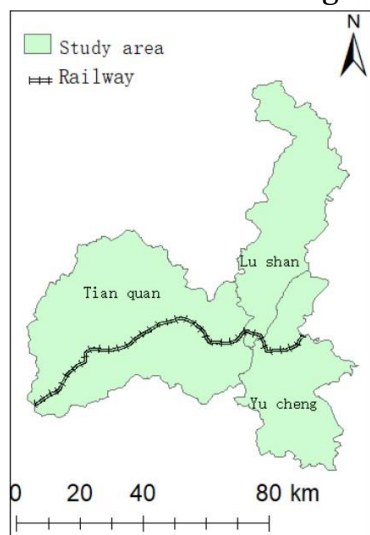 N
Study area
Railway
Lu shan
Tian quan
Yu cheng
0 20 40 80 km